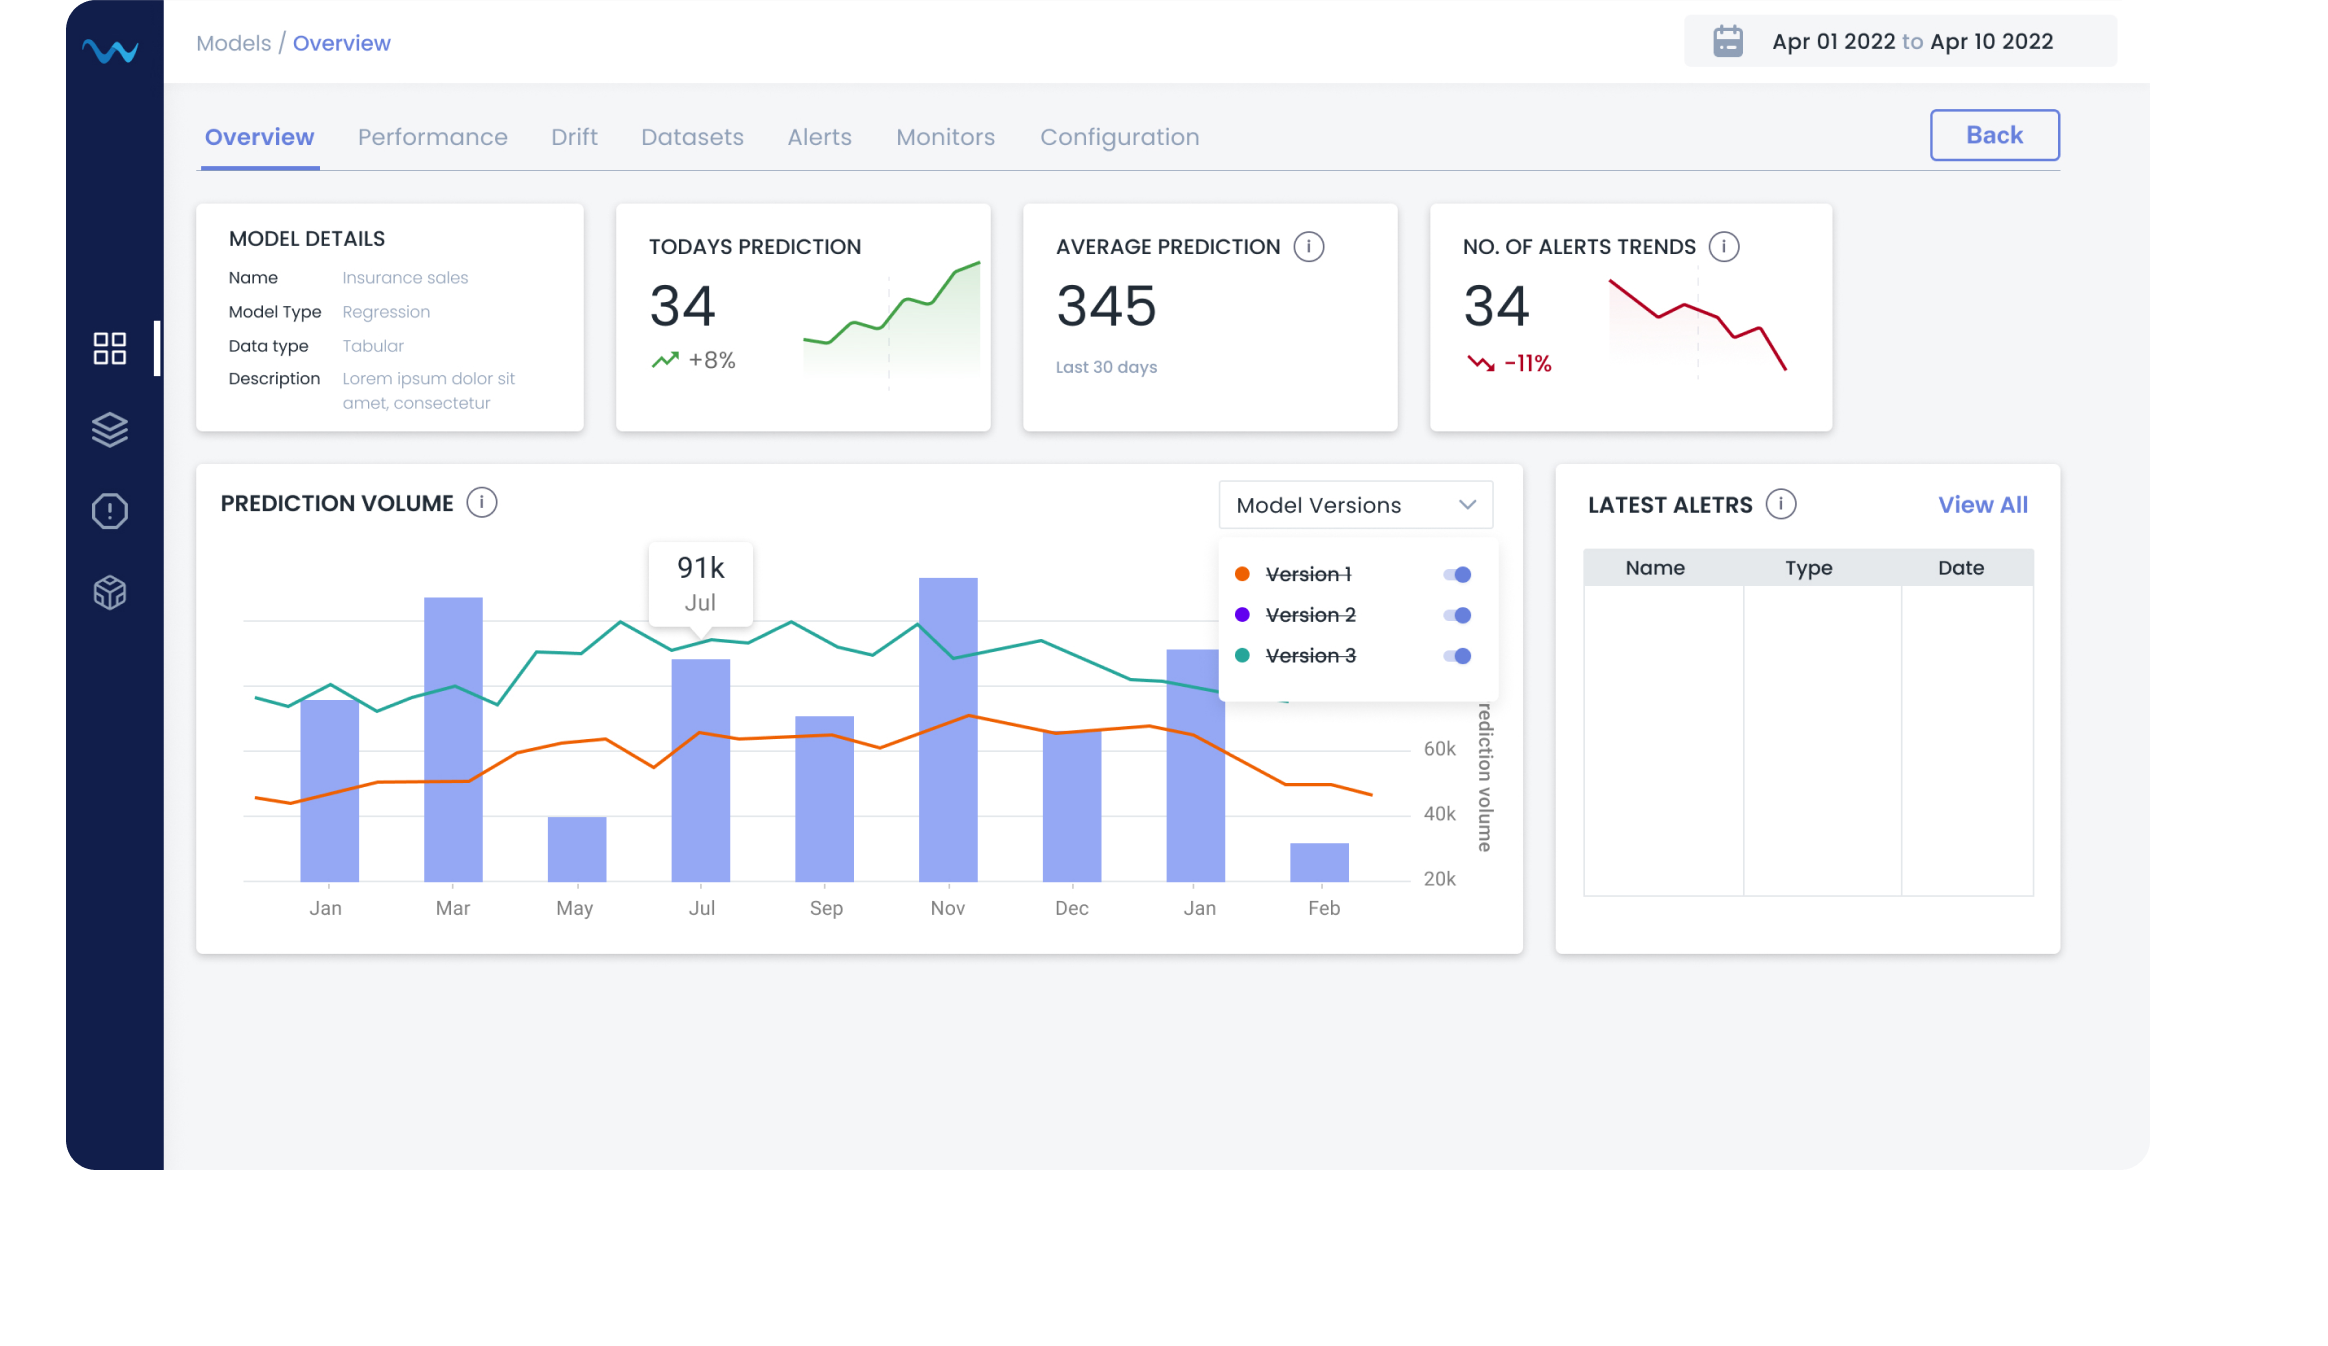 Models / Overview
Apr 01 2022 to Apr 10 2022
Overview Performance Drift Datasets Alerts Monitors Configuration
Back
MODEL DETAILS
Name Insurance sales
Model Type Regression
Data type Tabular
Description Lorem ipsum dolor sit
amet, consectetur
TODAYS PREDICTION
34
+8%
AVERAGE PREDICTION
345
Last 30 days
NO. OF ALERTS TRENDS
34
-11%
PREDICTION VOLUME
Model Versions
Version 1
Version 2
Version 3
91k
Jul
60k
40k
20k
rediction volume
Jan Mar May Jul Sep Nov Dec Jan Feb
LATEST ALETRS
View All
Name Type Date